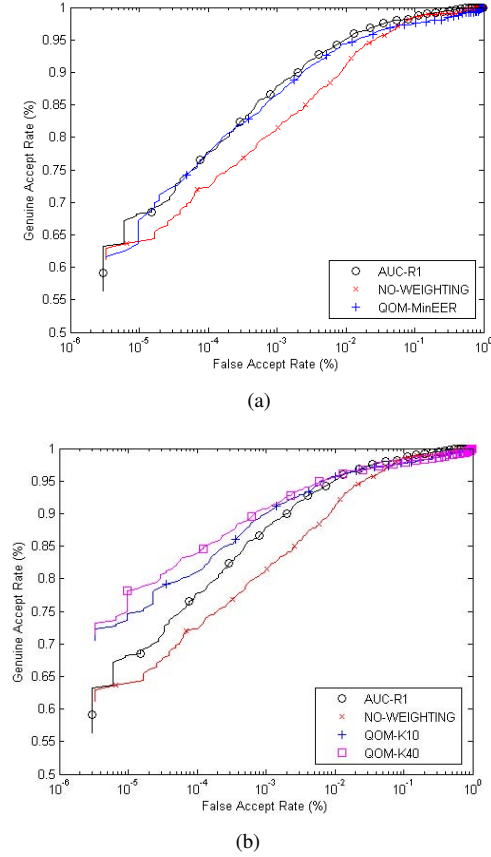 1
0.95
0.9
0.85
0.8
0.75
0.7
0.65
0.6
0.55
0.5
Genuine Accept Rate (%)
AUC-R1
NO-WEIGHTING
QOM-MinEER
10^-6 10^-5 10^-4 10^-3 10^-2 10^-1 10^0
False Accept Rate (%)
(a)
1
0.95
0.9
0.85
0.8
0.75
0.7
0.65
0.6
0.55
0.5
Genuine Accept Rate (%)
AUC-R1
NO-WEIGHTING
QOM-K10
QOM-K40
10^-6 10^-5 10^-4 10^-3 10^-2 10^-1 10^0
False Accept Rate (%)
(b)